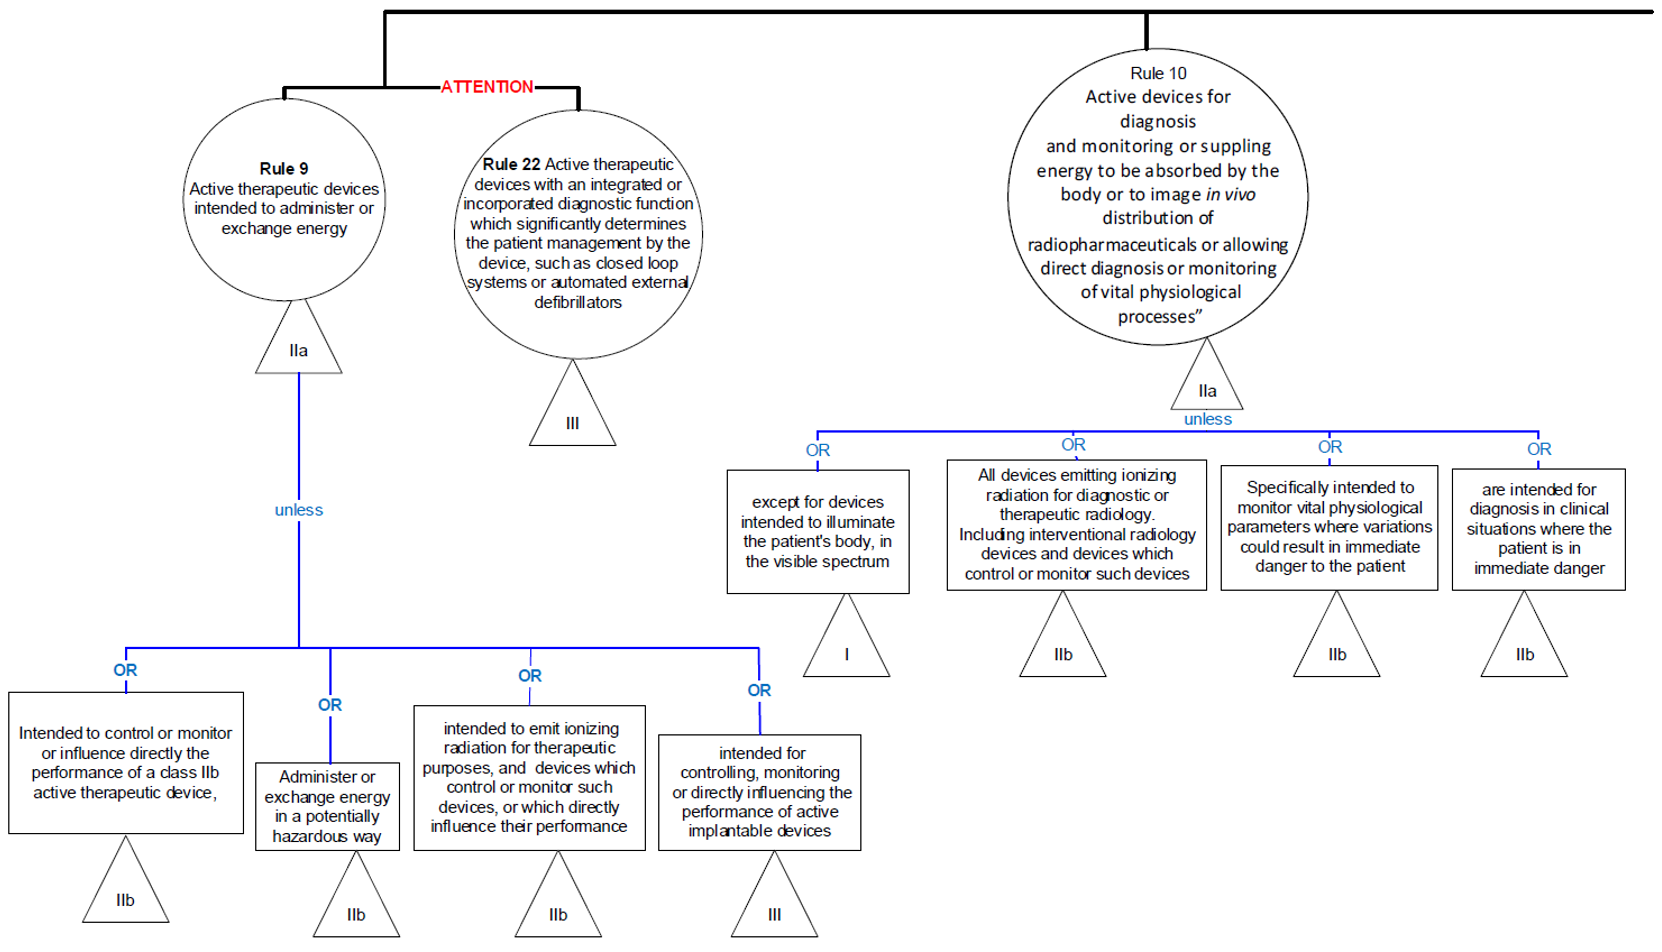 ATTENTION
Rule 9
Active therapeutic devices
intended to administer or
exchange energy
IIa
unless
OR
Intended to control or monitor
or influence directly the
performance of a class IIb
active therapeutic device,
IIb
OR
Administer or
exchange energy
in a potentially
hazardous way
IIb
OR
intended to emit ionizing
radiation for therapeutic
purposes, and devices which
control or monitor such
devices, or which directly
influence their performance
IIb
OR
intended for
controlling, monitoring
or directly influencing the
performance of active
implantable devices
III
Rule 22 Active therapeutic
devices with an integrated or
incorporated diagnostic function
which significantly determines
the patient management by the
device, such as closed loop
systems or automated external
defibrillators
III
Rule 10
Active devices for
diagnosis
and monitoring or suppling
energy to be absorbed by the
body or to image in vivo
distribution of
radiopharmaceuticals or allowing
direct diagnosis or monitoring
of vital physiological
processes”
IIa
unless
OR
except for devices
intended to illuminate
the patient's body, in
the visible spectrum
I
OR
All devices emitting ionizing
radiation for diagnostic or
therapeutic radiology.
Including interventional radiology
devices and devices which
control or monitor such devices
IIb
OR
Specifically intended to
monitor vital physiological
parameters where variations
could result in immediate
danger to the patient
IIb
OR
are intended for
diagnosis in clinical
situations where the
patient is in
immediate danger
IIb